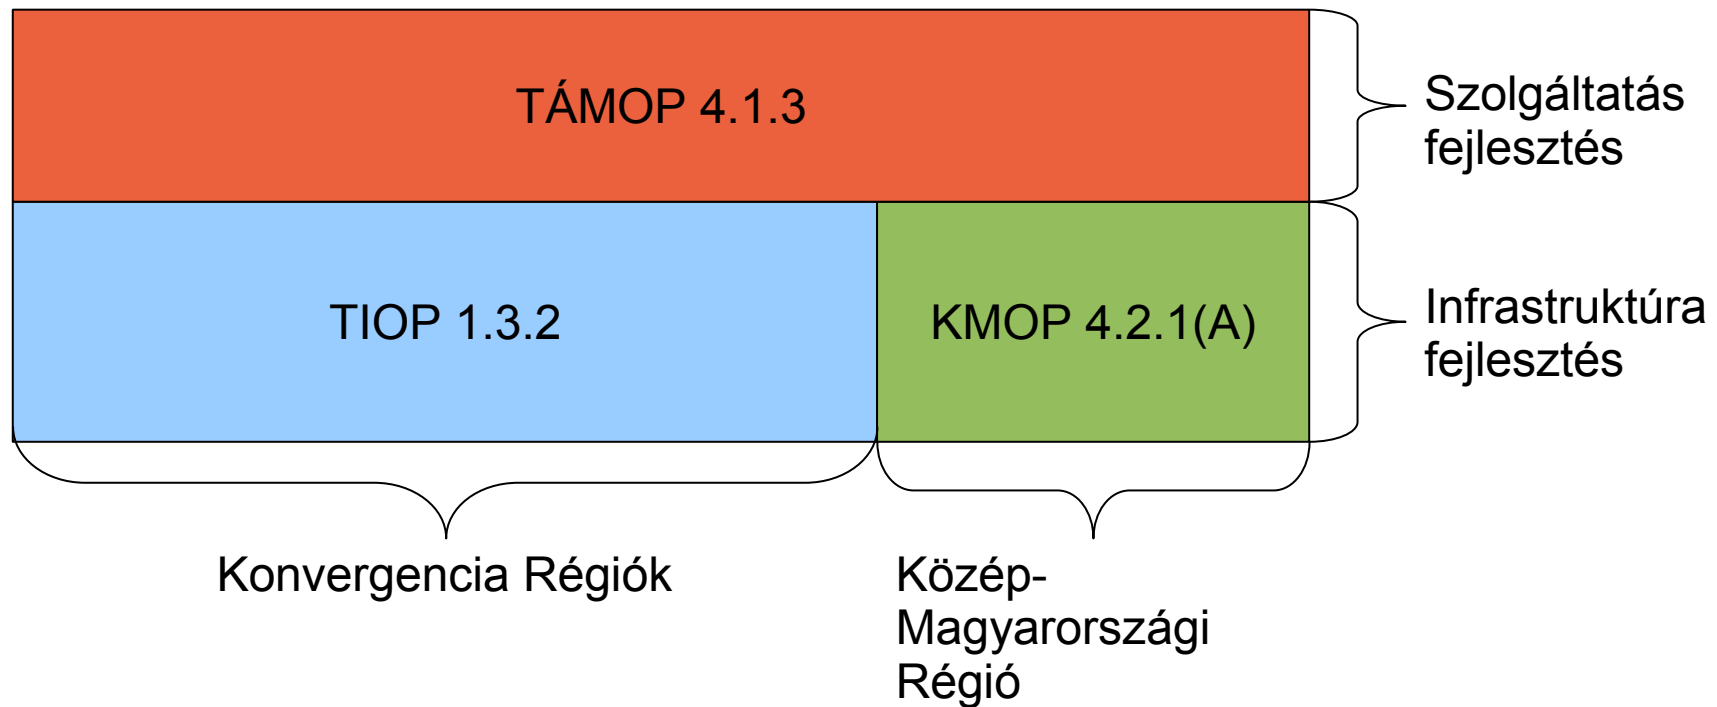 TÁMOP 4.1.3
Szolgáltatás
fejlesztés
TIOP 1.3.2
KMOP 4.2.1(A)
Infrastruktúra
fejlesztés
Konvergencia Régiók
Közép-
Magyarországi
Régió